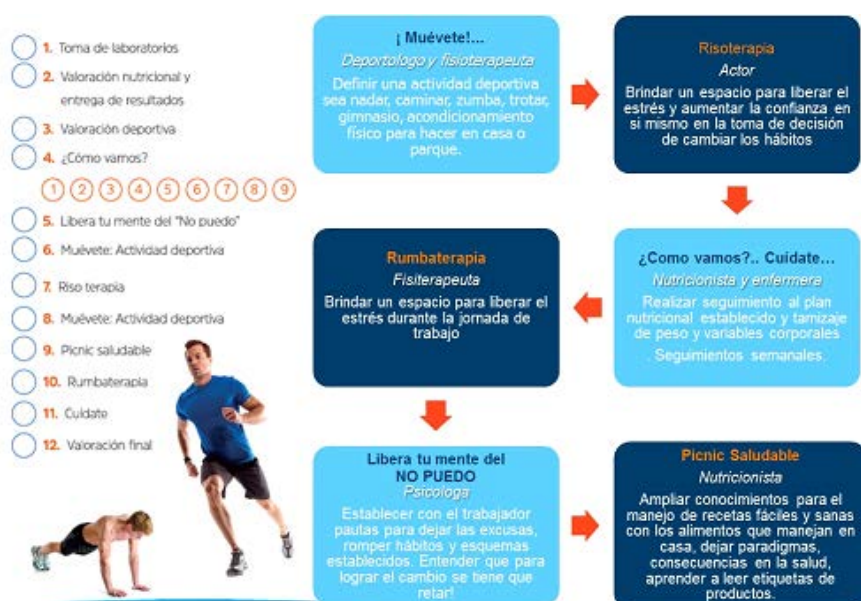 1. Toma de laboratorios
2. Valoración nutricional y
entrega de resultados
3. Valoración deportiva
4. ¿Cómo vamos?
1 2 3 4 5 6 7 8 9
5. Libera tu mente del "No puedo"
6. Muévete: Actividad deportiva
7. Riso terapia
8. Muévete: Actividad deportiva
9. Picnic saludable
10. Rumbaterapia
11. Cuídate
12. Valoración final
¡ Muévete!...
Deportologo y fisioterapeuta
Definir una actividad deportiva
sea nadar, caminar, zumba, trotar,
gimnasio, acondicionamiento
físico para hacer en casa o
parque.
Risoterapia
Actor
Brindar un espacio para liberar el
estrés y aumentar la confianza en
si mismo en la toma de decisión
de cambiar los hábitos
¿Como vamos?.. Cuídate...
Nutricionista y enfermera
Realizar seguimiento al plan
nutricional establecido y tamizaje
de peso y variables corporales
. Seguimientos semanales.
Rumbaterapia
Fisiterapeuta
Brindar un espacio para liberar el
estrés durante la jornada de
trabajo
Libera tu mente del
NO PUEDO
Psicologa
Establecer con el trabajador
pautas para dejar las excusas,
romper hábitos y esquemas
establecidos. Entender que para
lograr el cambio se tiene que
retar!
Picnic Saludable
Nutricionista
Ampliar conocimientos para el
manejo de recetas fáciles y sanas
con los alimentos que manejan en
casa, dejar paradigmas,
consecuencias en la salud,
aprender a leer etiquetas de
productos.